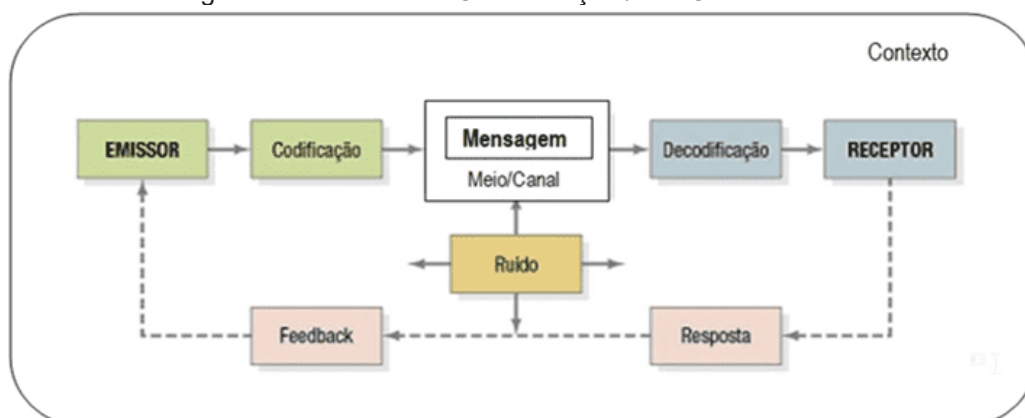 Contexto
EMISSOR
Codificação
Mensagem
Meio/Canal
Decodificação
RECEPTOR
Ruído
Feedback
Resposta